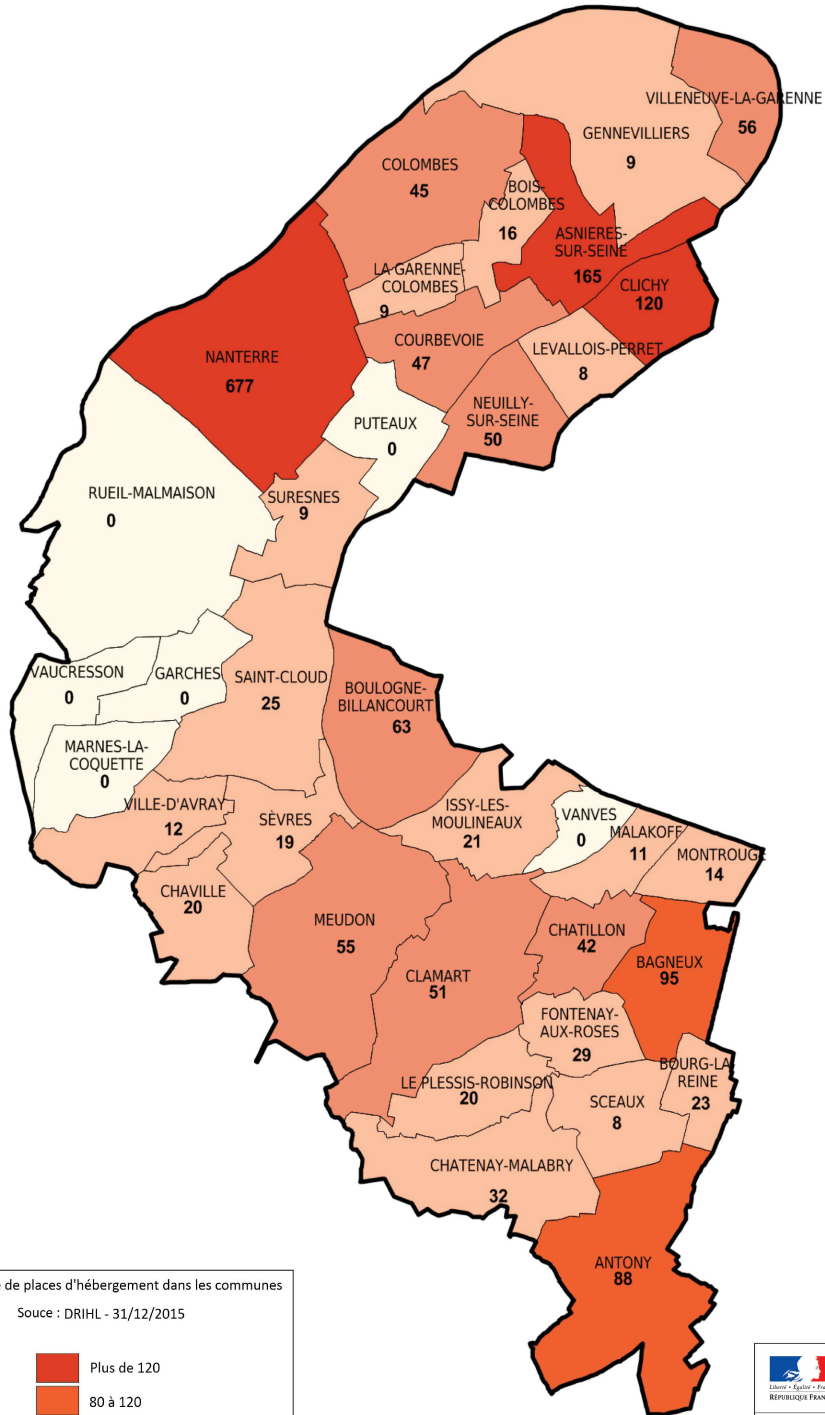 VILLENEUVE-LA-GARENNE
56
GENNEVILLIERS
9
COLOMBES
45
BOIS-
COLOMBES
16
ASNIERES-
SUR-SEINE
165
LA GARENNE-
COLOMBES
9
CLICHY
120
COURBEVOIE
47
LEVALLOIS-PERRET
8
NANTERRE
677
NEUILLY-
SUR-SEINE
50
PUTEAUX
0
RUEIL-MALMAISON
0
SURESNES
9
VAUCRESSON
0
GARCHES
0
SAINT-CLOUD
25
BOULOGNE-
BILLANCOURT
63
MARNES-LA-
COQUETTE
0
VILLE-D'AVRAY
12
SÈVRES
19
ISSY-LES-
MOULINEAUX
21
VANVES
0
MALAKOFF
11
MONTROUGE
14
CHAVILLE
20
MEUDON
55
CLAMART
51
CHATILLON
42
BAGNEUX
95
FONTENAY-
AUX-ROSES
29
BOURG-LA
REINE
23
LE PLESSIS-ROBINSON
20
SCEAUX
8
CHATENAY-MALABRY
32
ANTONY
88
de places d'hébergement dans les communes
Souce : DRIHL - 31/12/2015
Plus de 120
80 à 120
Liberté • Égalité •
RÉPUBLIQUE FRAN